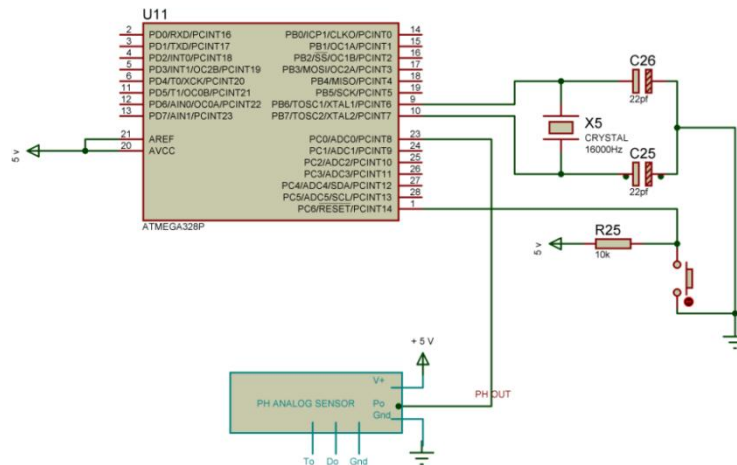 U11
2 PD0/RXD/PCINT16 PB0/ICP1/CLKO/PCINT0 14
3 PD1/TXD/PCINT17 PB1/OC1A/PCINT1 15
4 PD2/INT0/PCINT18 PB2/SS/OC1B/PCINT2 16
5 PD3/INT1/OC2B/PCINT19 PB3/MOSI/OC2A/PCINT3 17
6 PD4/T0/XCK/PCINT20 PB4/MISO/PCINT4 18
11 PD5/T1/OC0B/PCINT21 PB5/SCK/PCINT5 19
12 PD6/AIN0/OC0A/PCINT22 PB6/TOSC1/XTAL1/PCINT6 9
13 PD7/AIN1/PCINT23 PB7/TOSC2/XTAL2/PCINT7 10
21 AREF PC0/ADC0/PCINT8 23
20 AVCC PC1/ADC1/PCINT9 24
PC2/ADC2/PCINT10 25
PC3/ADC3/PCINT11 26
PC4/ADC4/SDA/PCINT12 27
PC5/ADC5/SCL/PCINT13 28
PC6/RESET/PCINT14 1
ATMEGA328P
5 v
C26
22pf
X5
CRYSTAL
16000Hz
C25
22pf
R25
10k
5 v
+ 5 V
V+
PH ANALOG SENSOR
Po
PH OUT
Gnd
To Do Gnd